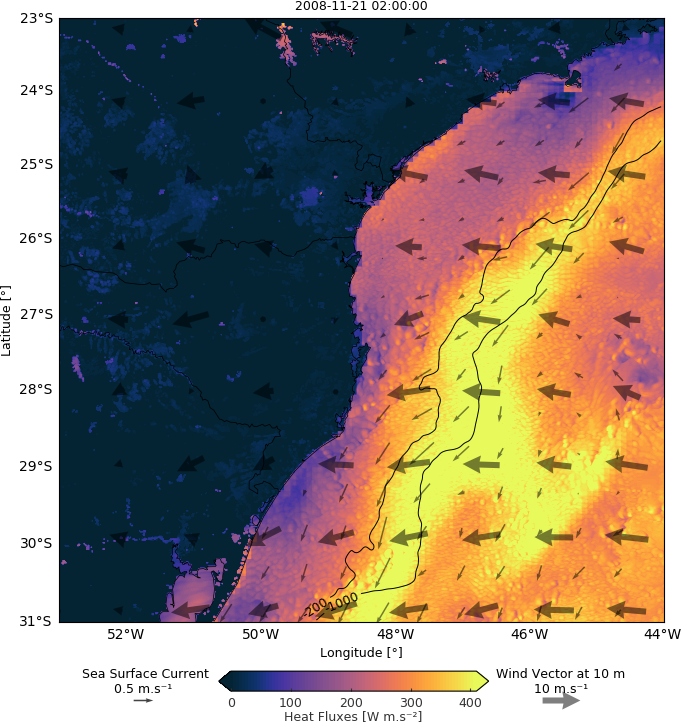 2008-11-21 02:00:00
23°S
24°S
25°S
26°S
27°S
28°S
29°S
30°S
31°S
Latitude [°]
200
1000
52°W 50°W 48°W 46°W 44°W
Longitude [°]
Sea Surface Current
0.5 m.s⁻¹
Wind Vector at 10 m
10 m.s⁻¹
0 100 200 300 400
Heat Fluxes [W m.s⁻²]